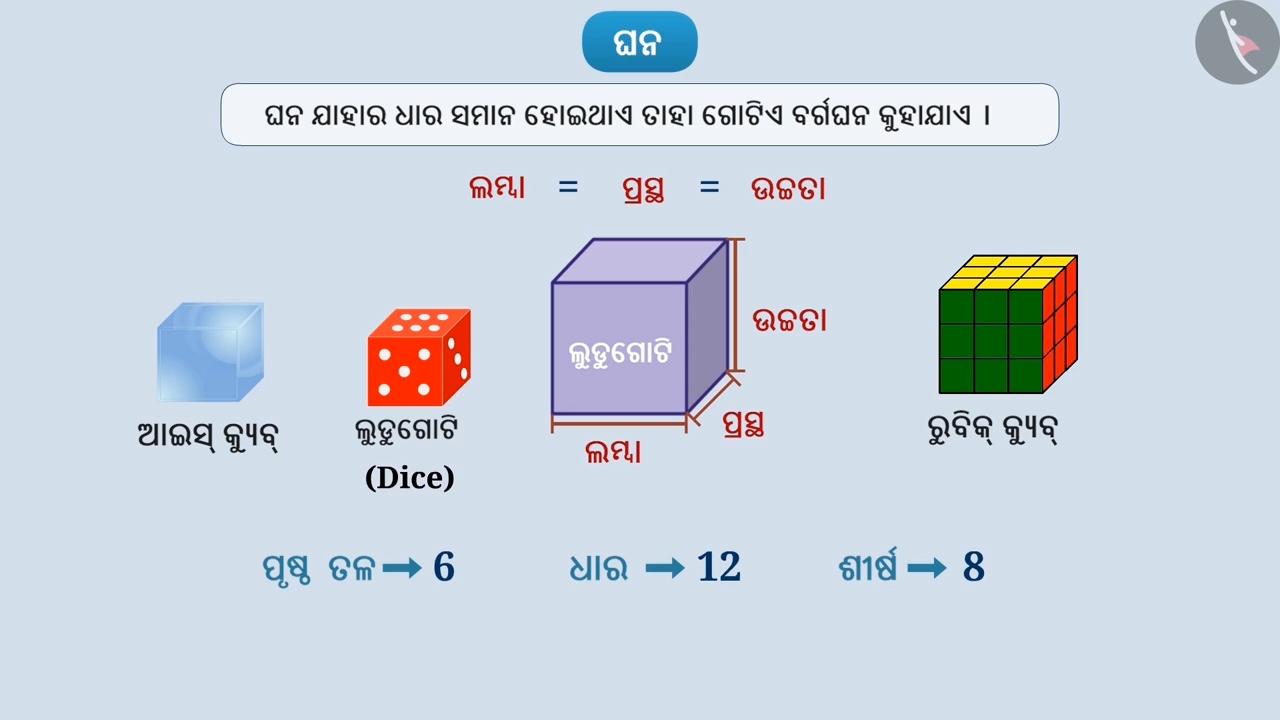 ଘନ
ଘନ ଯାହାର ଧାର ସମାନ ହୋଇଥାଏ ତାହା ଗୋଟିଏ ବର୍ଗଘନ କୁହାଯାଏ ।
ଲମ୍ବା = ପ୍ରସ୍ଥ = ଉଚ୍ଚତା
ଉଚ୍ଚତା
ଲୁଡୁଗୋଟି
ପ୍ରସ୍ଥ
ଲମ୍ବା
ଆଇସ୍ କ୍ୟୁବ୍
ଲୁଡୁଗୋଟି
(Dice)
ରୁବିକ୍ କ୍ୟୁବ୍
ପୃଷ୍ଠ ତଳ → 6 ଧାର → 12 ଶୀର୍ଷ → 8